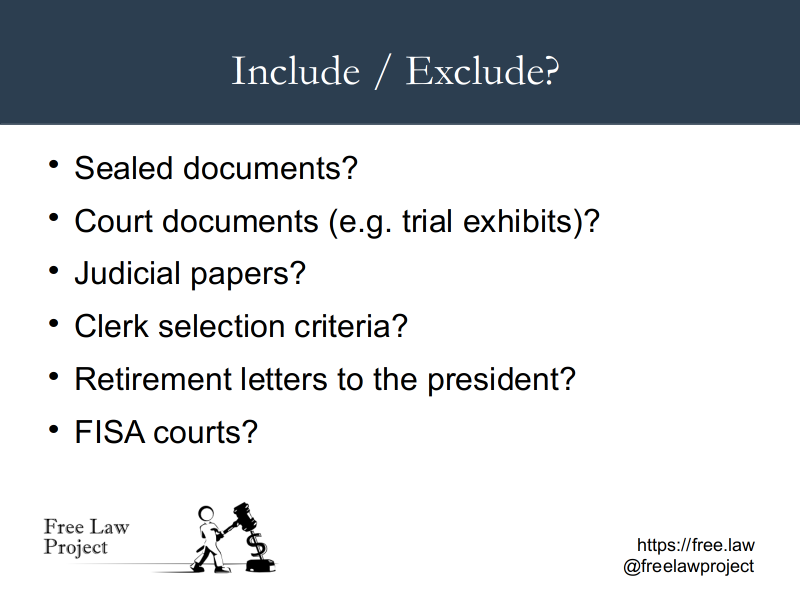 Include / Exclude?
• Sealed documents?
• Court documents (e.g. trial exhibits)?
• Judicial papers?
• Clerk selection criteria?
• Retirement letters to the president?
• FISA courts?
Free Law
Project
$
https://free.law
@freelawproject